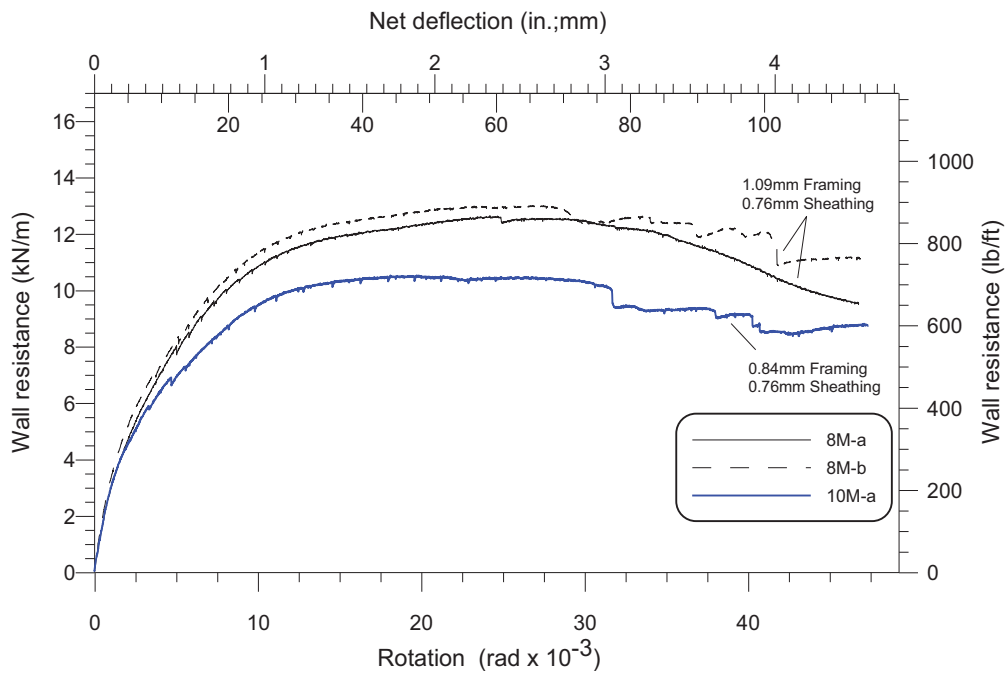 Net deflection (in.;mm)
0 1 2 3 4
20 40 60 80 100
16
14
12
10
8
6
4
2
0
Wall resistance (kN/m)
1000
800
600
400
200
0
Wall resistance (lb/ft)
1.09mm Framing
0.76mm Sheathing
0.84mm Framing
0.76mm Sheathing
8M-a
8M-b
10M-a
0 10 20 30 40
Rotation (rad x 10-3)